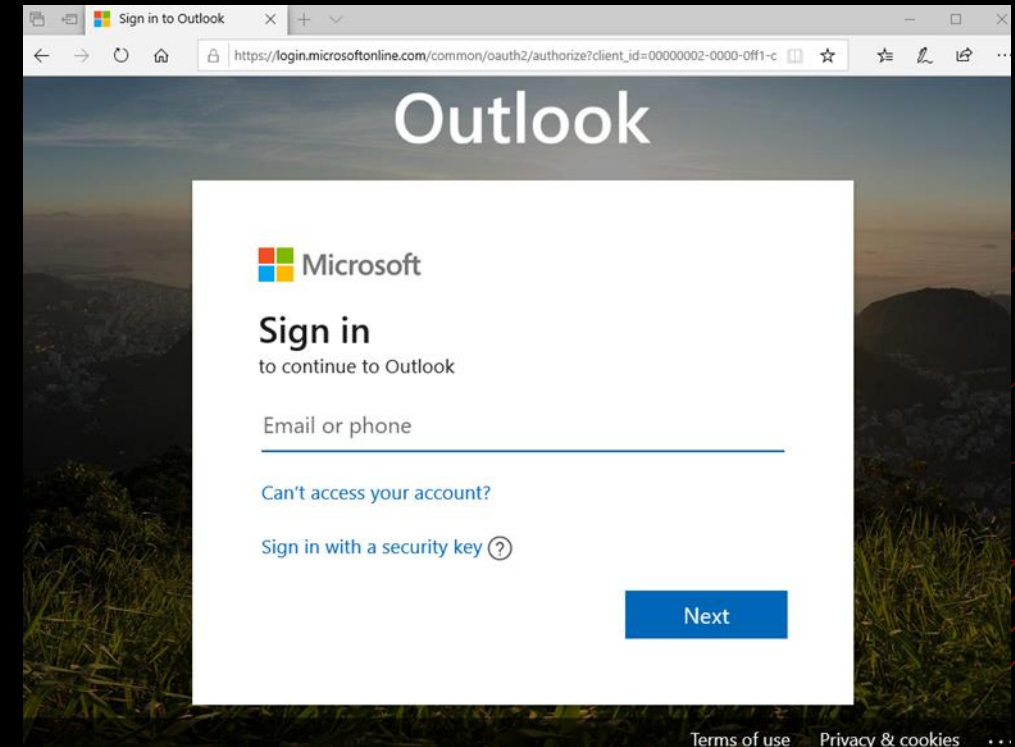 Sign in to Outlook
https://login.microsoftonline.com/common/oauth2/authorize?client_id=00000002-0000-0ff1-c
Outlook
Microsoft
Sign in
to continue to Outlook
Email or phone
Can't access your account?
Sign in with a security key
Next
Terms of use Privacy & cookies ...